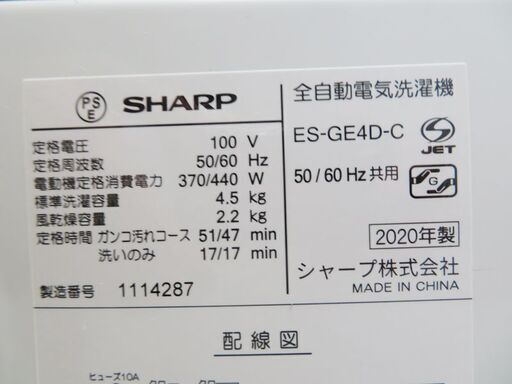 PS
E
SHARP
定格電圧 100 V
定格周波数 50/60 Hz
電動機定格消費電力 370/440 W
標準洗濯容量 4.5 kg
風乾燥容量 2.2 kg
定格時間 ガンコ汚れコース 51/47 min
洗いのみ 17/17 min
製造番号 1114287
全自動電気洗濯機
ES-GE4D-C
JET
50/60Hz共用
G
2020年製
シャープ株式会社
MADE IN CHINA
配線図
ヒューズ10A